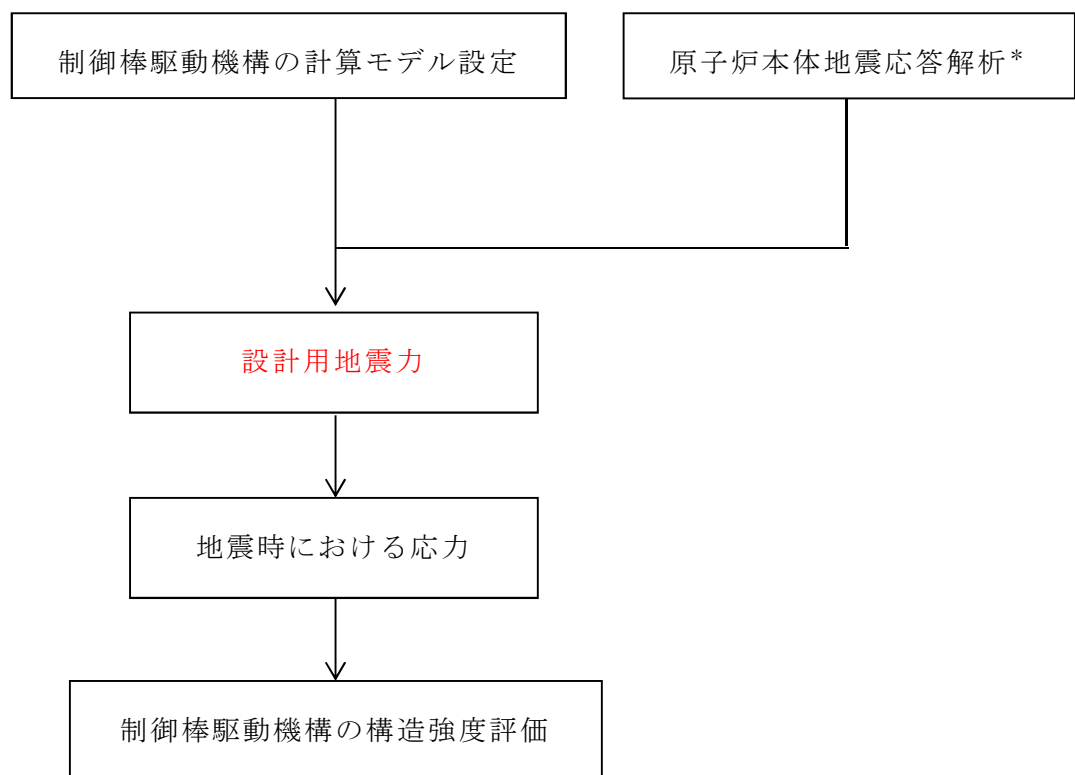 制御棒駆動機構の計算モデル設定
原子炉本体地震応答解析*
設計用地震力
地震時における応力
制御棒駆動機構の構造強度評価